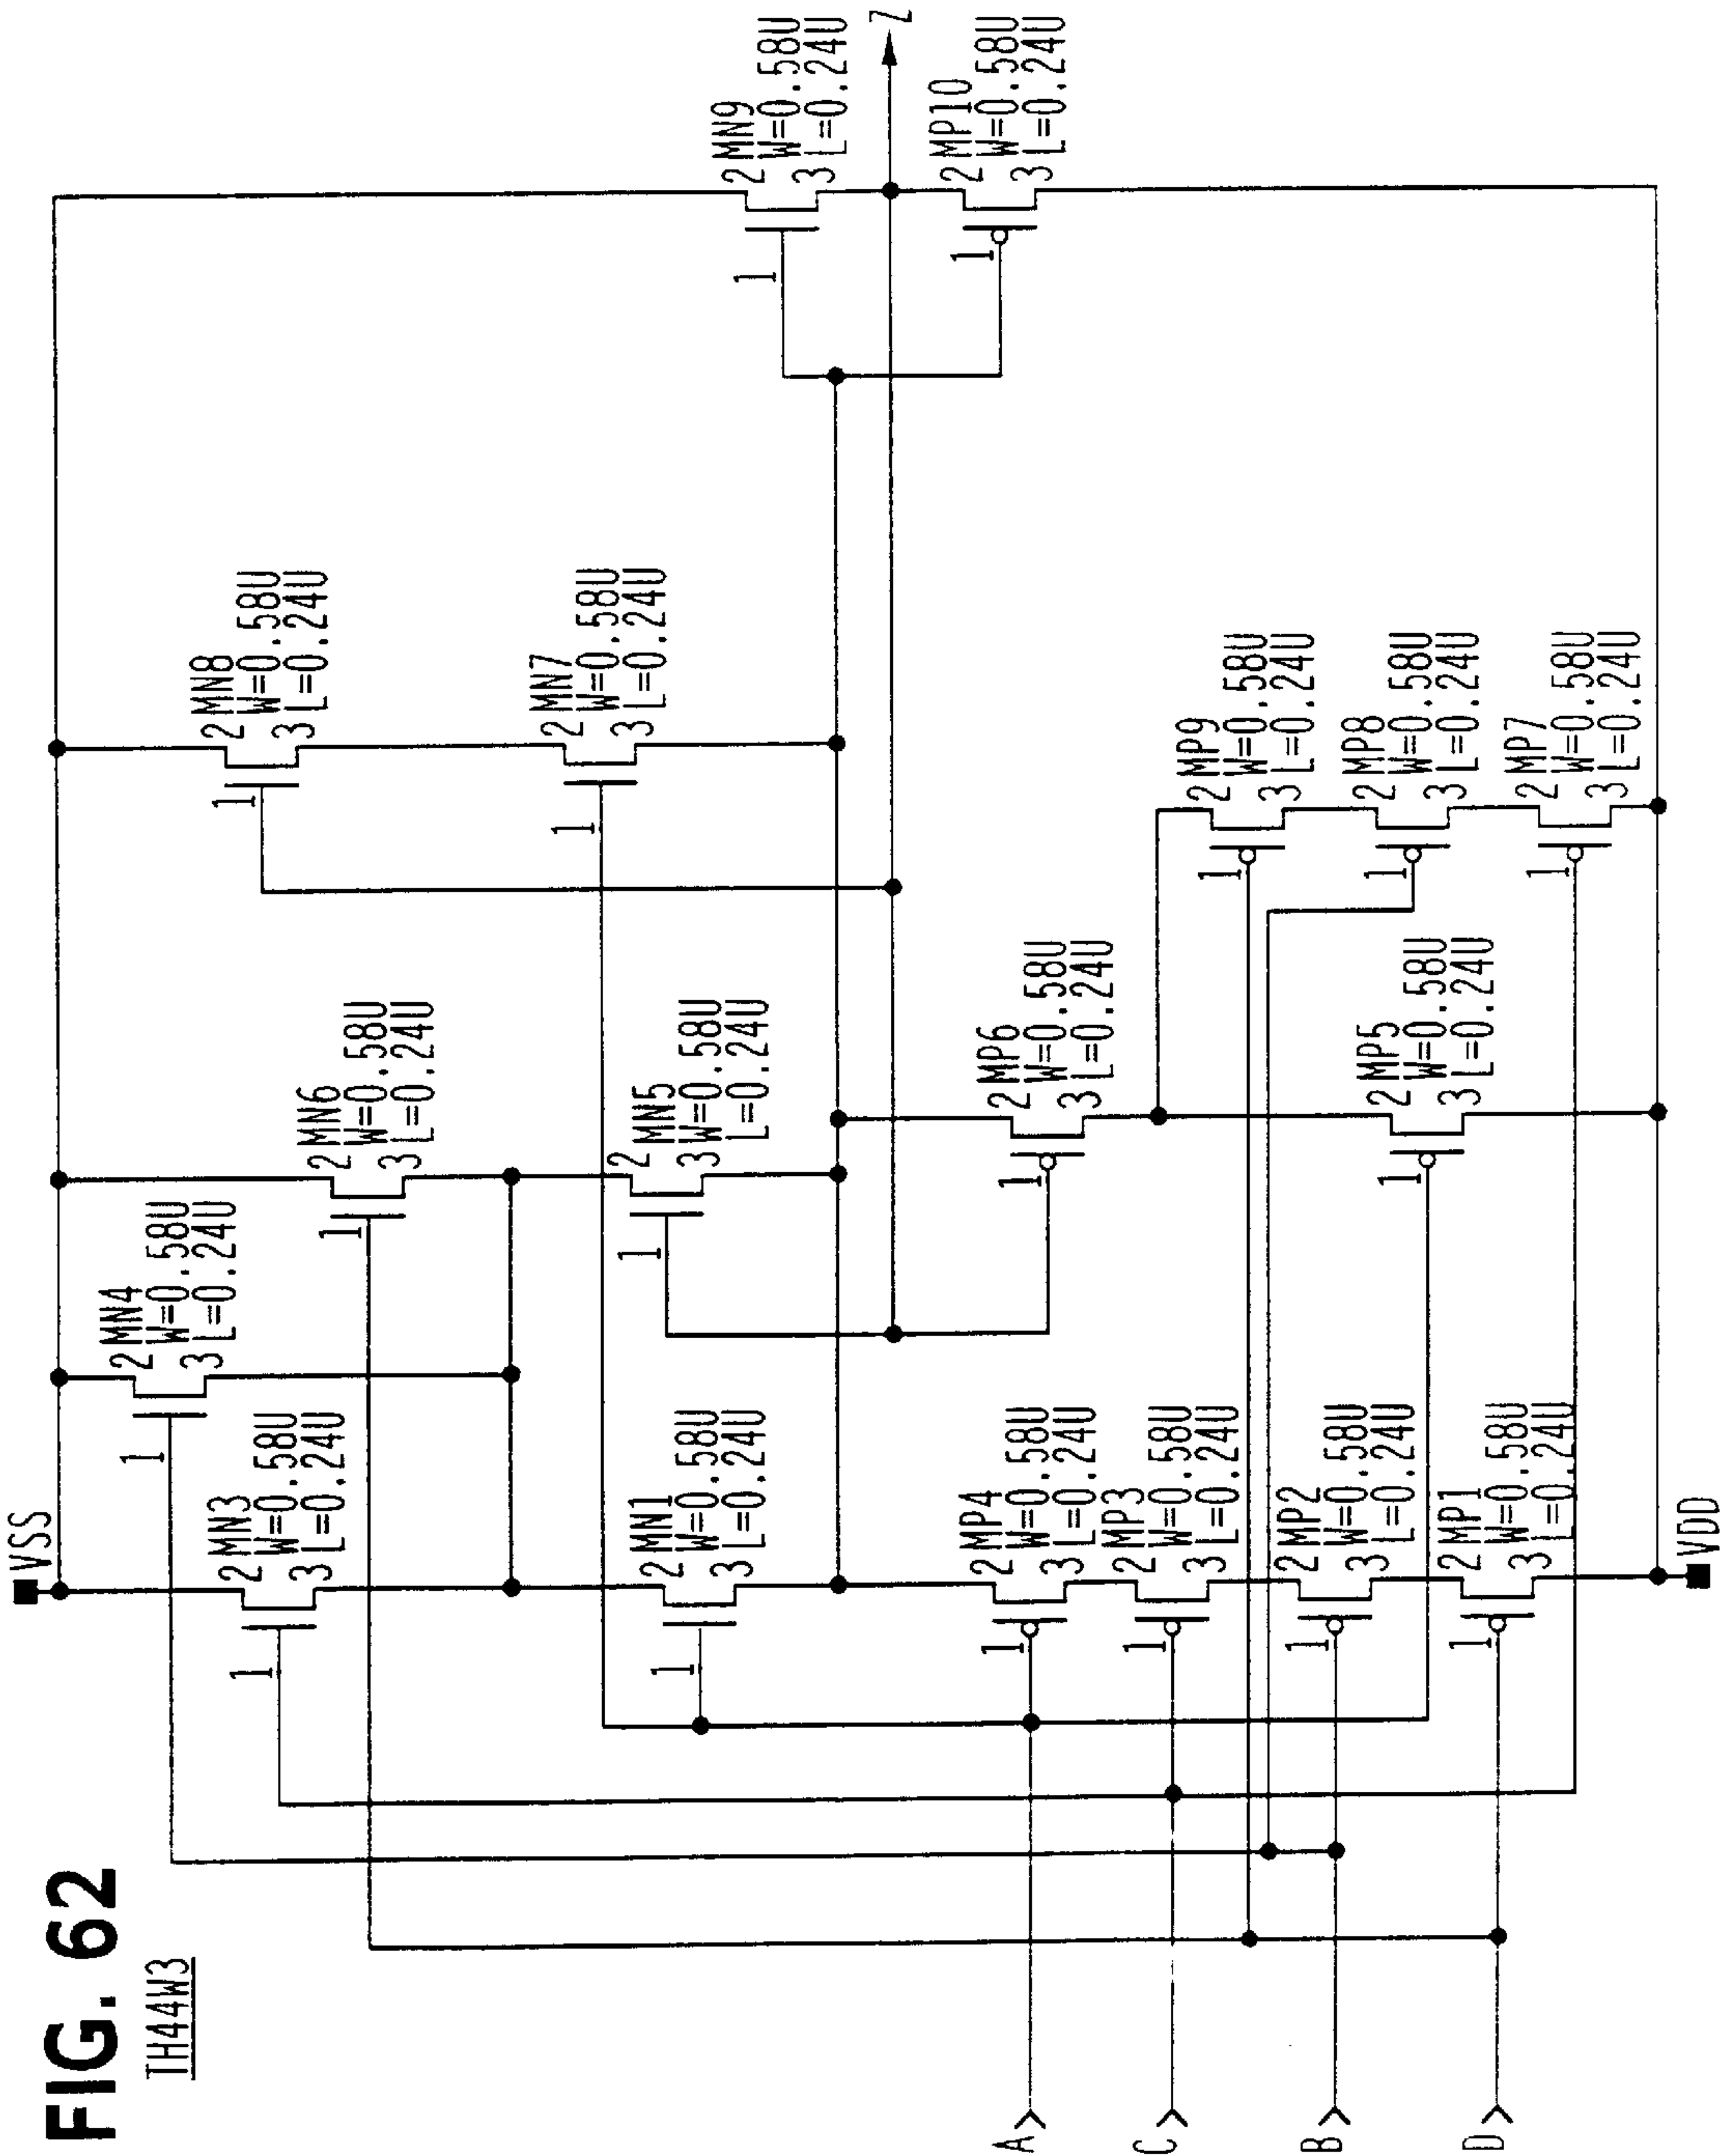 FIG. 62
TH44W3
VSS
MN3
W=0.58U
L=0.24U
2
3
1
MN4
W=0.58U
L=0.24U
2
3
1
MN6
W=0.58U
L=0.24U
2
3
1
MN8
W=0.58U
L=0.24U
2
3
1
MN1
W=0.58U
L=0.24U
2
3
1
MN5
W=0.58U
L=0.24U
2
3
1
MN7
W=0.58U
L=0.24U
2
3
1
MN9
W=0.58U
L=0.24U
2
3
1
Z
MP10
W=0.58U
L=0.24U
2
3
1
A
MP4
W=0.58U
L=0.24U
2
3
1
C
MP3
W=0.58U
L=0.24U
2
3
1
B
MP2
W=0.58U
L=0.24U
2
3
1
D
MP1
W=0.58U
L=0.24U
2
3
1
MP6
W=0.58U
L=0.24U
2
3
1
MP5
W=0.58U
L=0.24U
2
3
1
MP9
W=0.58U
L=0.24U
2
3
1
MP8
W=0.58U
L=0.24U
2
3
1
MP7
W=0.58U
L=0.24U
2
3
1
VDD